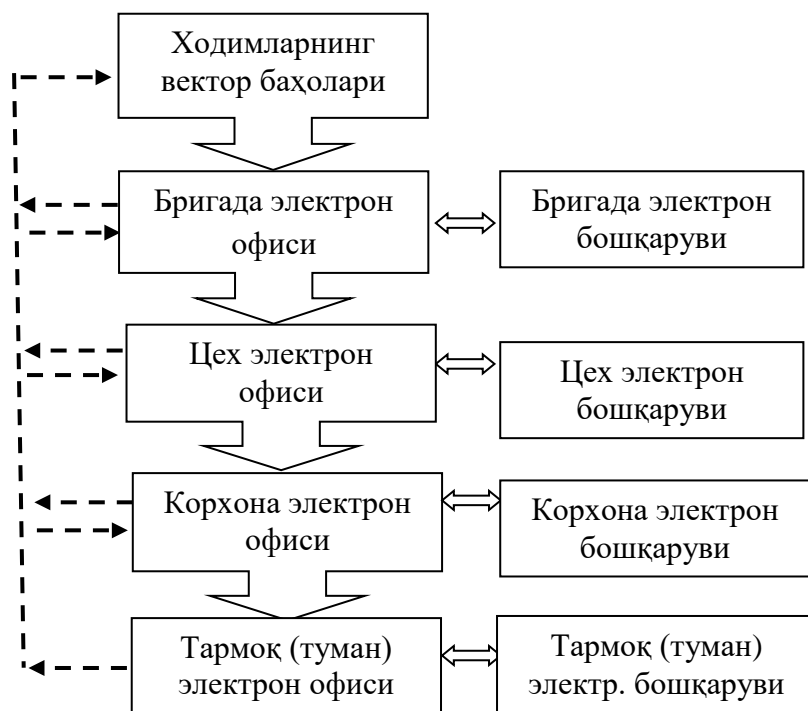 Ходимларнинг
вектор баҳолари
Бригада электрон
офиси
Бригада электрон
бошқаруви
Цех электрон
офиси
Цех электрон
бошқаруви
Корхона электрон
офиси
Корхона электрон
бошқаруви
Тармоқ (туман)
электрон офиси
Тармоқ (туман)
электр. бошқаруви